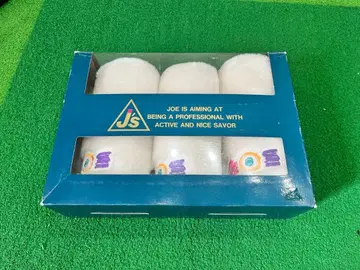 J's
JOE IS AIMING AT
BEING A PROFESSIONAL WITH
ACTIVE AND NICE SAVOR